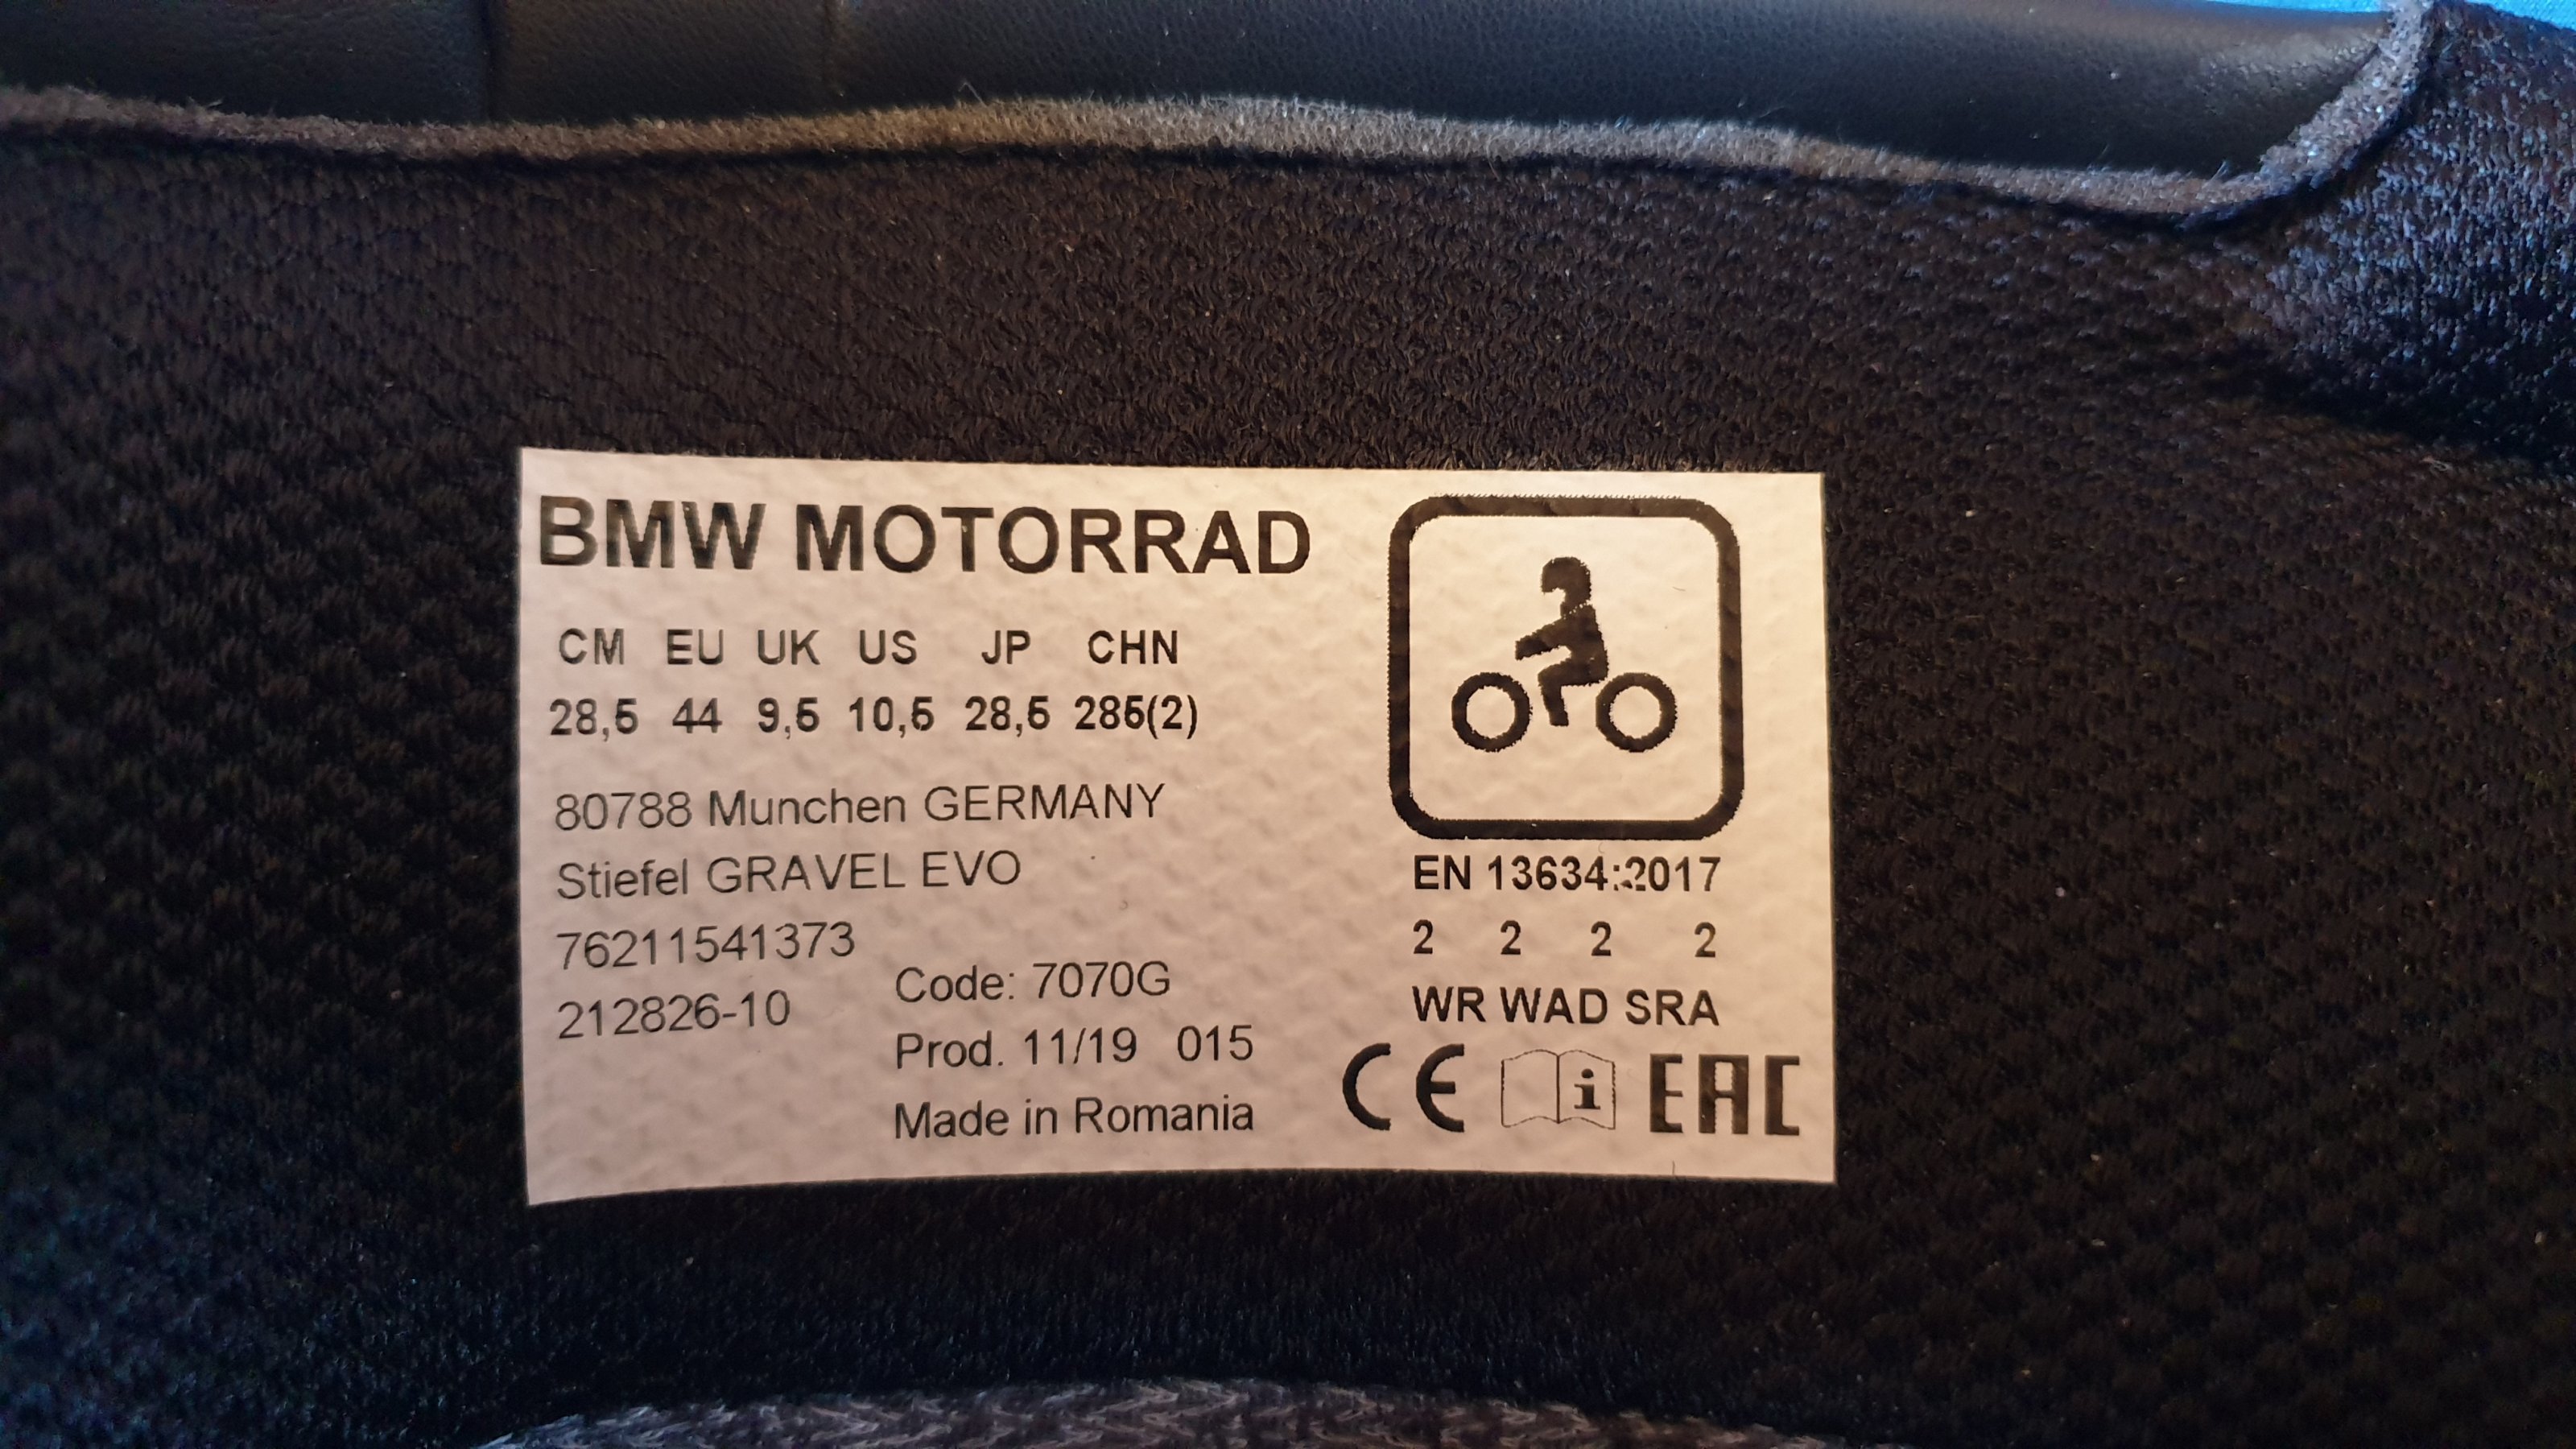 BMW MOTORRAD
CM EU UK US JP CHN
28,5 44 9,5 10,5 28,5 285(2)
80788 Munchen GERMANY
Stiefel GRAVEL EVO
76211541373
212826-10
Code: 7070G
Prod. 11/19 015
Made in Romania
EN 13634:2017
2 2 2 2
WR WAD SRA
CE i EAC